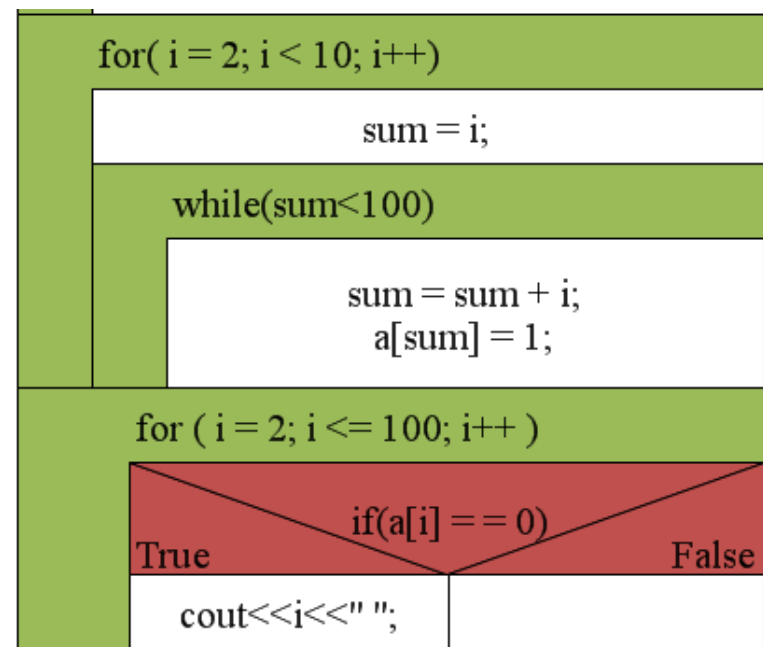 for( i = 2; i < 10; i++)
sum = i;
while(sum<100)
sum = sum + i;
a[sum] = 1;
for ( i = 2; i <= 100; i++ )
if(a[i] = = 0)
True
False
cout<<i<<" ";